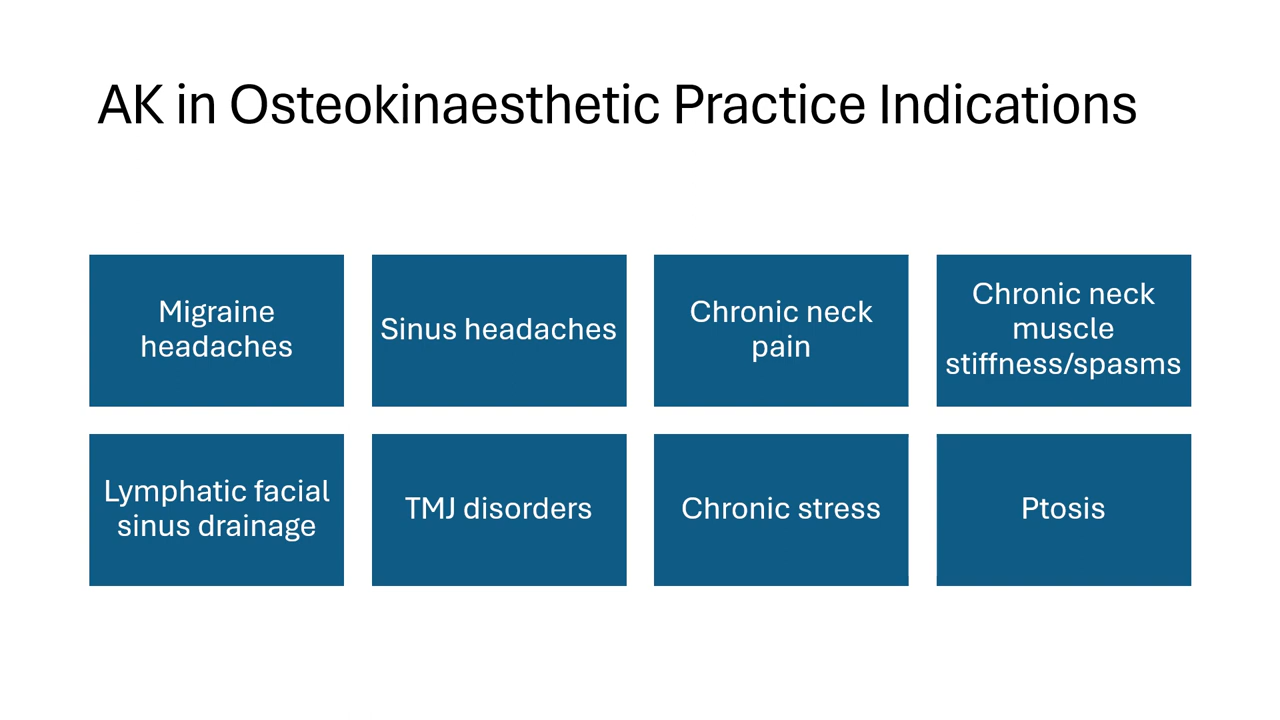 AK in Osteokinaesthetic Practice Indications
Migraine
headaches
Sinus headaches
Chronic neck
pain
Chronic neck
muscle
stiffness/spasms
Lymphatic facial
sinus drainage
TMJ disorders
Chronic stress
Ptosis